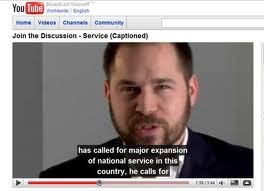 YouTube Broadcast Yourself™
Worldwide | English
Home Videos Channels Community
Join the Discussion - Service (Captioned)
has called for major expansion
of national service in this
country, he calls for